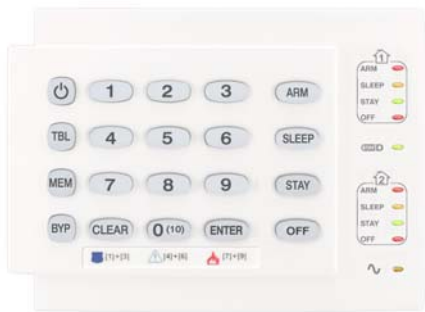 1 2 3 ARM
TBL 4 5 6 SLEEP
MEM 7 8 9 STAY
BYP CLEAR 0 (10) ENTER OFF
[1]+[3] [4]+[6] [7]+[9]
1
ARM
SLEEP
STAY
OFF
2
ARM
SLEEP
STAY
OFF